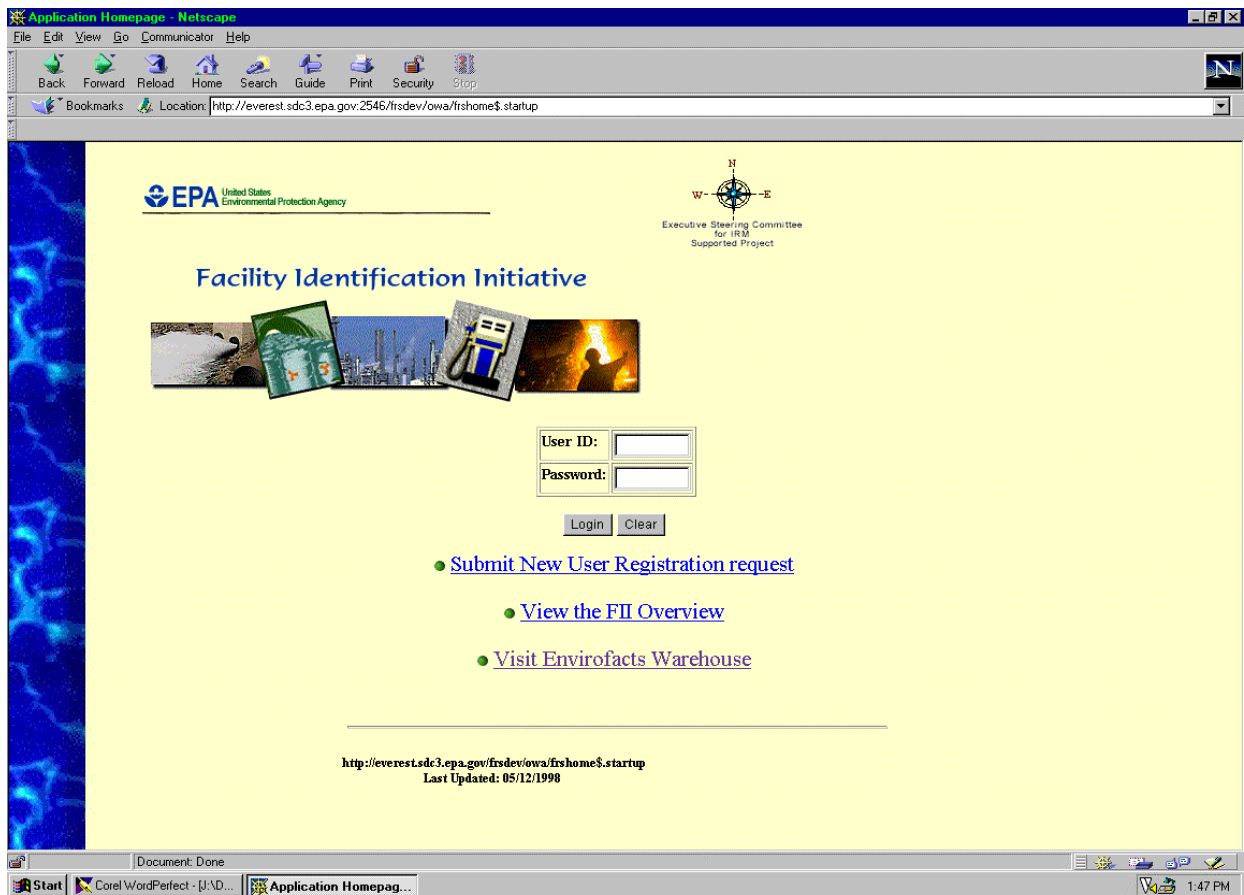 Application Homepage - Netscape
File Edit View Go Communicator Help
Back Forward Reload Home Search Guide Print Security Stop
N
Bookmarks Location: http://everest.sdc3.epa.gov:2546/frsdev/owa/frshome$.startup
N
W E
EPA United States
Environmental Protection Agency
Executive Steering Committee
for IRM
Supported Project
Facility Identification Initiative
User ID:
Password:
Login Clear
Submit New User Registration request
View the FII Overview
Visit Envirofacts Warehouse
http://everest.sdc3.epa.gov/frsdev/owa/frshome$.startup
Last Updated: 05/12/1998
Document: Done
Start Corel WordPerfect - [J:\D... Application Homepag... 1:47 PM